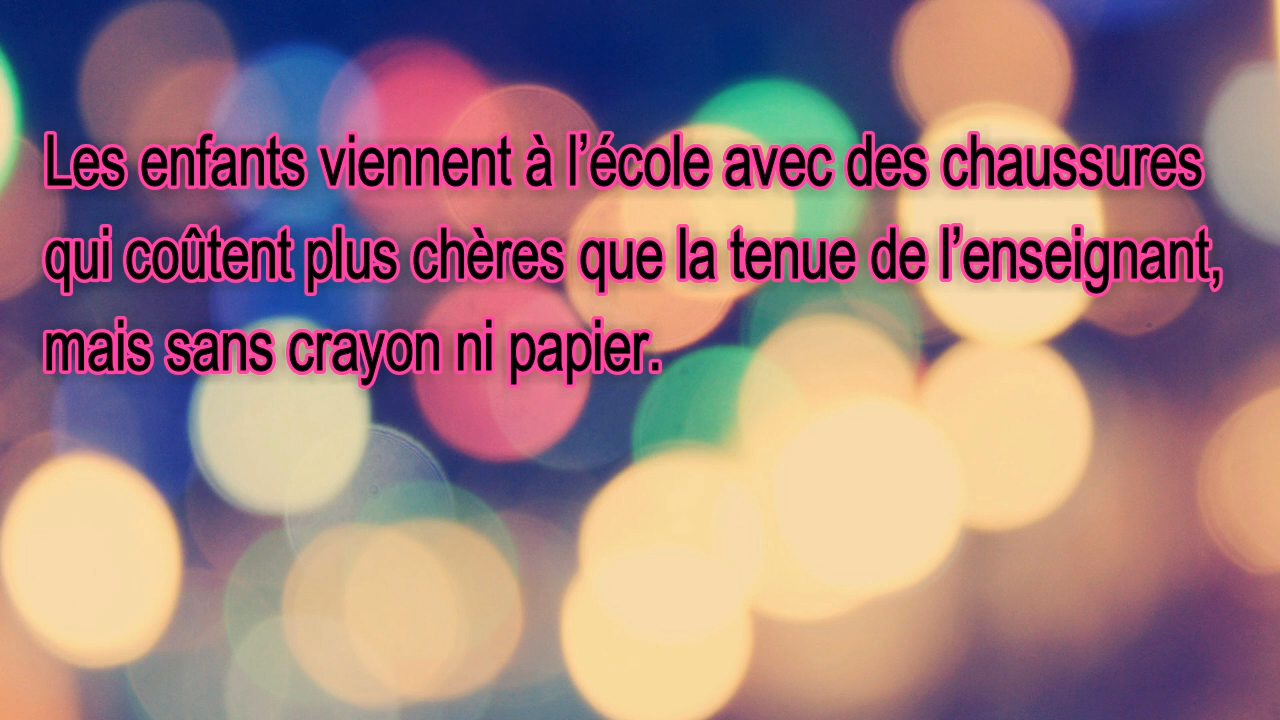 Les enfants viennent à l’école avec des chaussures
qui coûtent plus chères que la tenue de l’enseignant,
mais sans crayon ni papier.